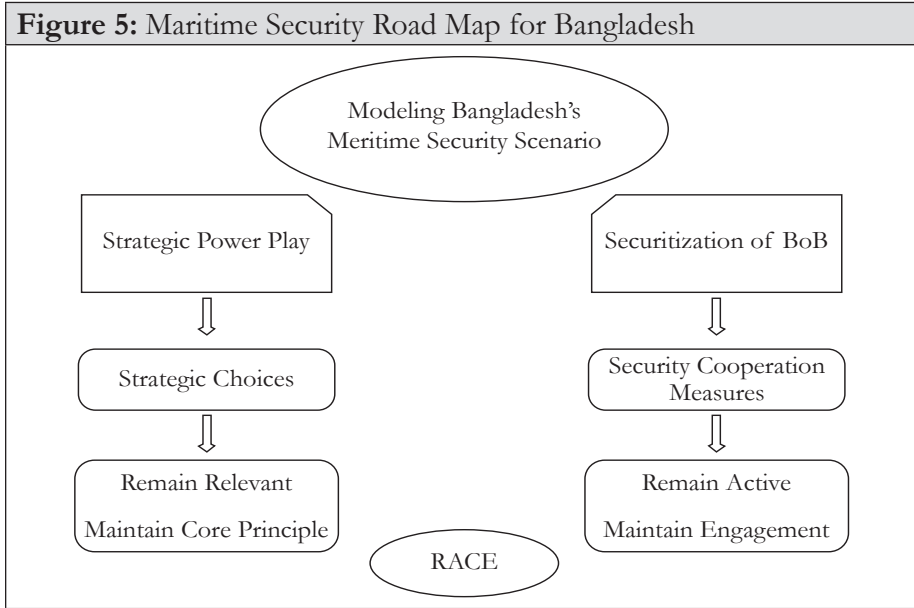 Figure 5: Maritime Security Road Map for Bangladesh
Modeling Bangladesh's
Meritime Security Scenario
Strategic Power Play
Securitization of BoB
Strategic Choices
Security Cooperation
Measures
Remain Relevant
Maintain Core Principle
Remain Active
Maintain Engagement
RACE